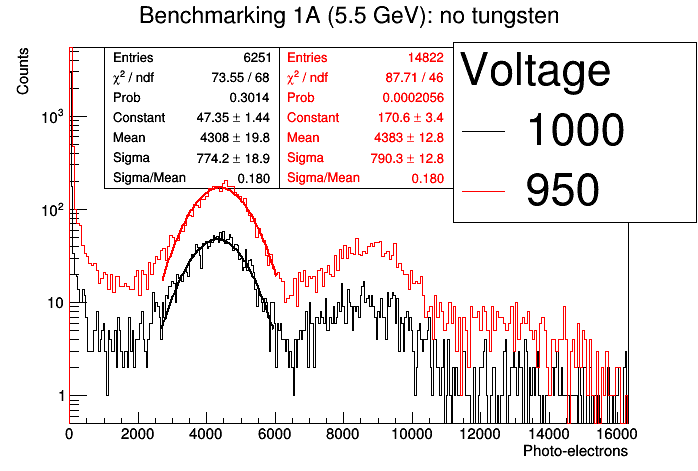 Benchmarking 1A (5.5 GeV): no tungsten
Counts
Entries 6251
χ² / ndf 73.55 / 68
Prob 0.3014
Constant 47.35 ± 1.44
Mean 4308 ± 19.8
Sigma 774.2 ± 18.9
Sigma/Mean 0.180
Entries 14822
χ² / ndf 87.71 / 46
Prob 0.0002056
Constant 170.6 ± 3.4
Mean 4383 ± 12.8
Sigma 790.3 ± 12.8
Sigma/Mean 0.180
Voltage
1000
950
10³
10²
10
1
0 2000 4000 6000 8000 10000 12000 14000 16000
Photo-electrons